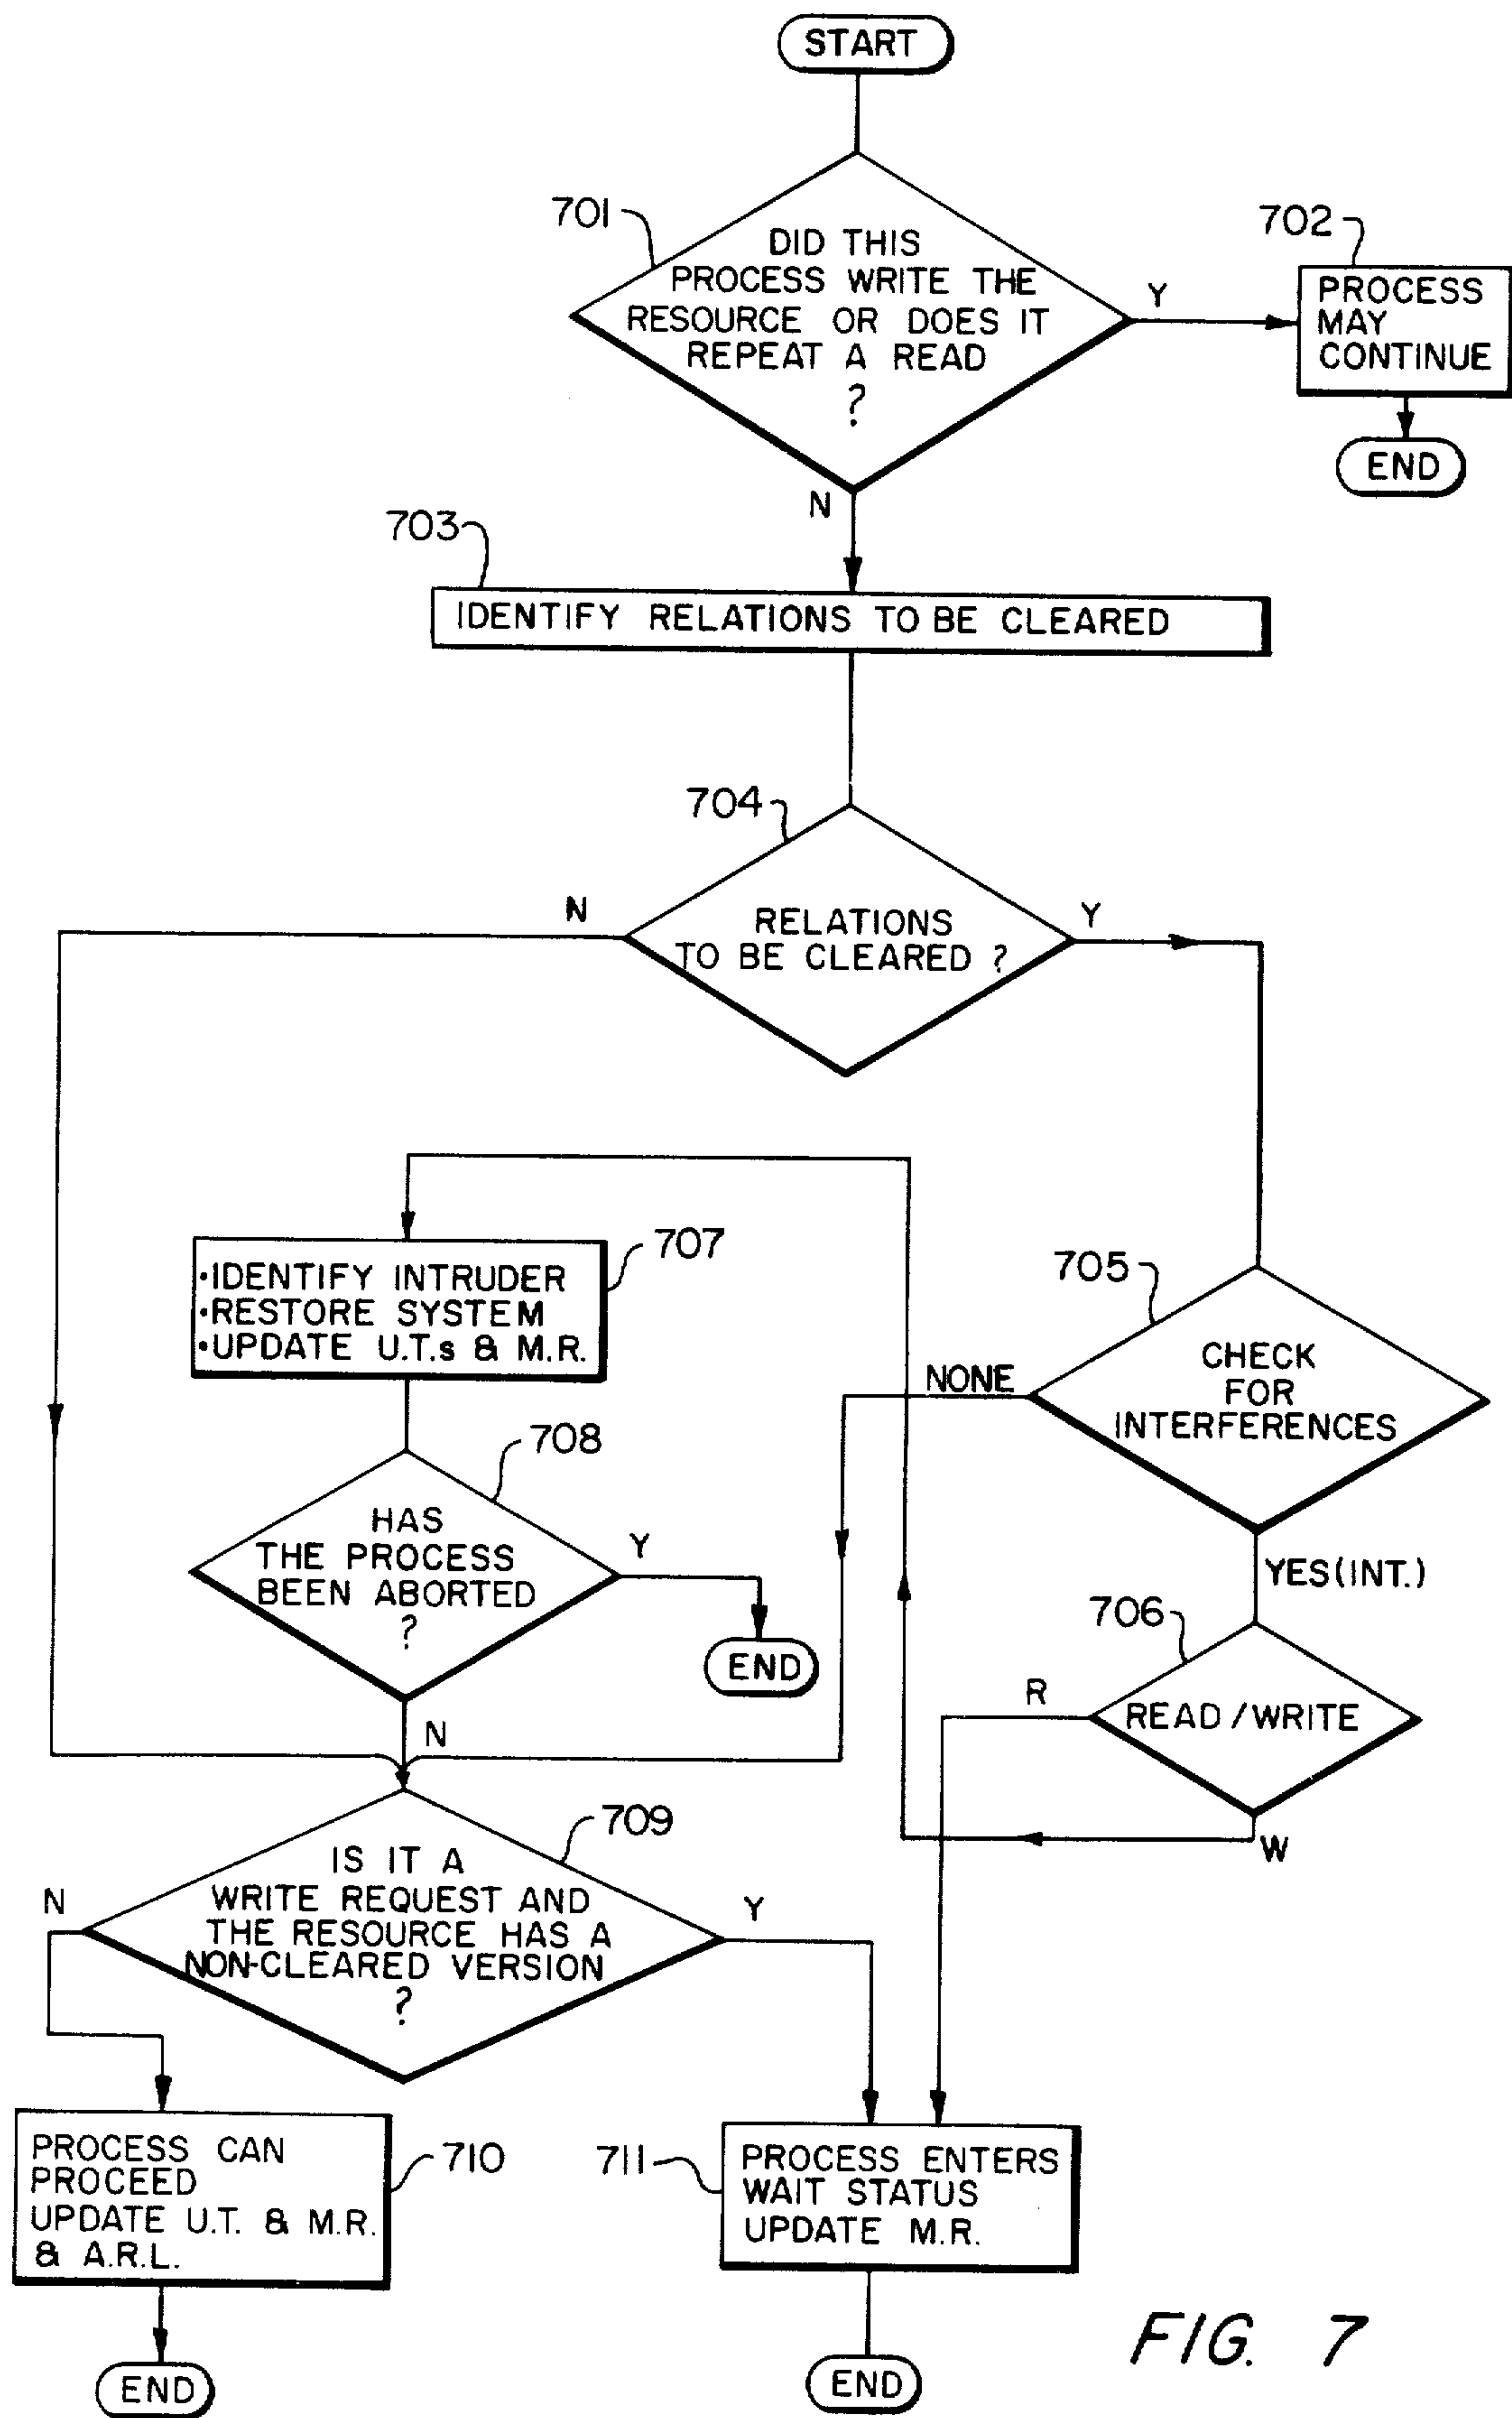 START
701
DID THIS
PROCESS WRITE THE
RESOURCE OR DOES IT
REPEAT A READ
?
Y
702
PROCESS
MAY
CONTINUE
END
N
703
IDENTIFY RELATIONS TO BE CLEARED
704
N
RELATIONS
TO BE CLEARED ?
Y
707
•IDENTIFY INTRUDER
•RESTORE SYSTEM
•UPDATE U.T.s & M.R.
705
CHECK
FOR
INTERFERENCES
NONE
YES(INT.)
708
HAS
THE PROCESS
BEEN ABORTED
?
Y
END
N
706
READ/WRITE
R
W
709
IS IT A
WRITE REQUEST AND
THE RESOURCE HAS A
NON-CLEARED VERSION
?
N
Y
PROCESS CAN
PROCEED
UPDATE U.T. & M.R.
& A.R.L.
710
END
711
PROCESS ENTERS
WAIT STATUS
UPDATE M.R.
END
FIG. 7